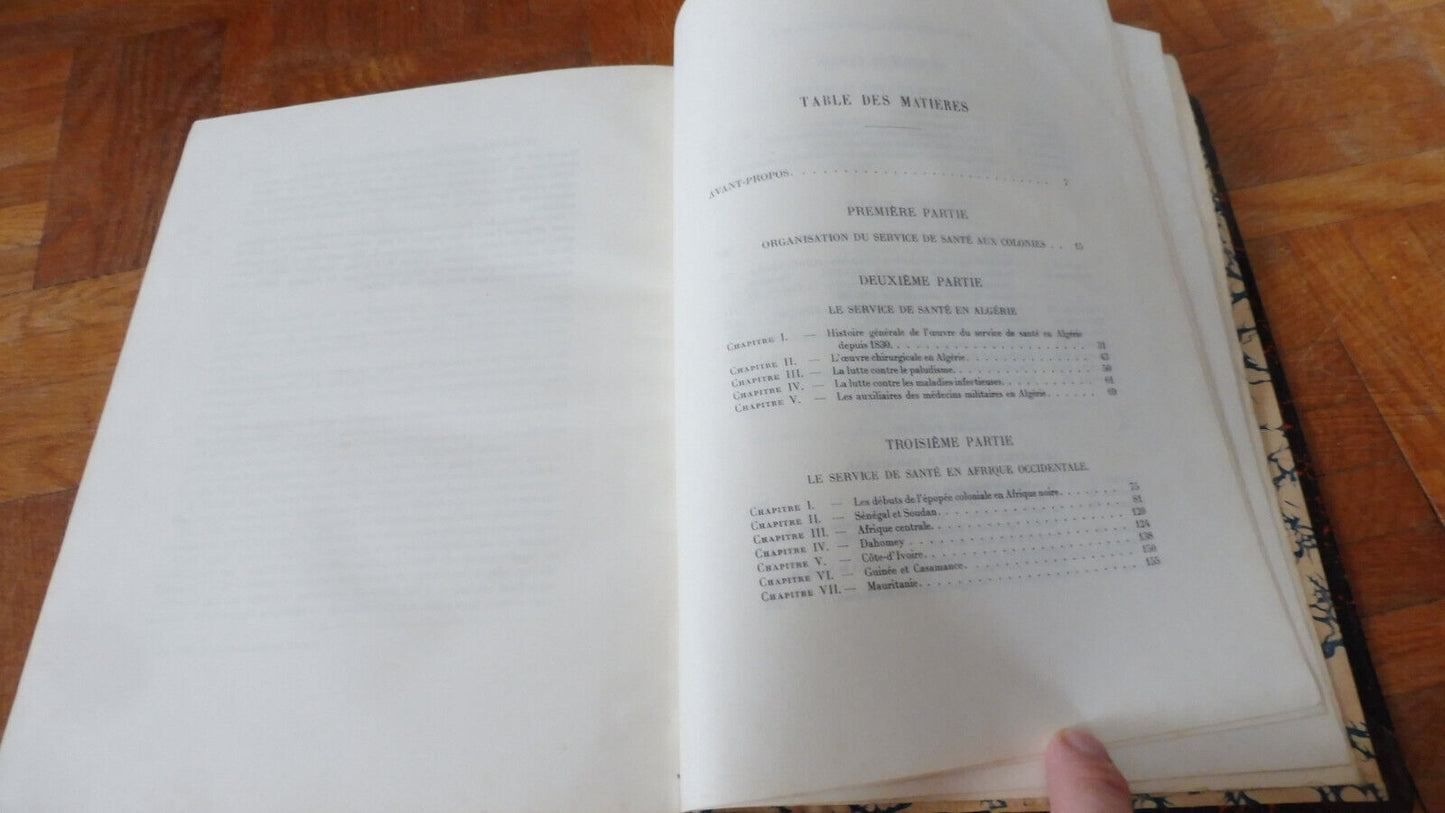 TABLE DES MATIÈRES
AVANT-PROPOS. . . . . . . . . . . . . . . . . . . . . . . . . 7
PREMIÈRE PARTIE
ORGANISATION DU SERVICE DE SANTÉ AUX COLONIES . . 15
DEUXIÈME PARTIE
LE SERVICE DE SANTÉ EN ALGÉRIE
CHAPITRE I. — Histoire générale de l'œuvre du service de santé en Algérie
depuis 1830. . . . . . . . . . . . . . . . . . . 31
CHAPITRE II. — L'œuvre chirurgicale en Algérie. . . . . . . . . . . . 43
CHAPITRE III. — La lutte contre le paludisme. . . . . . . . . . . . . 50
CHAPITRE IV. — La lutte contre les maladies infectieuses. . . . . . . . . 61
CHAPITRE V. — Les auxiliaires des médecins militaires en Algérie. . . . . . 69
TROISIÈME PARTIE
LE SERVICE DE SANTÉ EN AFRIQUE OCCIDENTALE.
CHAPITRE I. — Les débuts de l'épopée coloniale en Afrique noire. . . . . . 75
CHAPITRE II. — Sénégal et Soudan. . . . . . . . . . . . . . . . 81
CHAPITRE III. — Afrique centrale. . . . . . . . . . . . . . . . . 120
CHAPITRE IV. — Dahomey . . . . . . . . . . . . . . . . . . . 124
CHAPITRE V. — Côte-d'Ivoire. . . . . . . . . . . . . . . . . . 138
CHAPITRE VI. — Guinée et Casamance. . . . . . . . . . . . . . . 150
CHAPITRE VII. — Mauritanie. . . . . . . . . . . . . . . . . . . 155